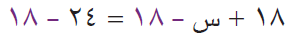 ١٨ − ٢٤ = ١٨ − س + ١٨